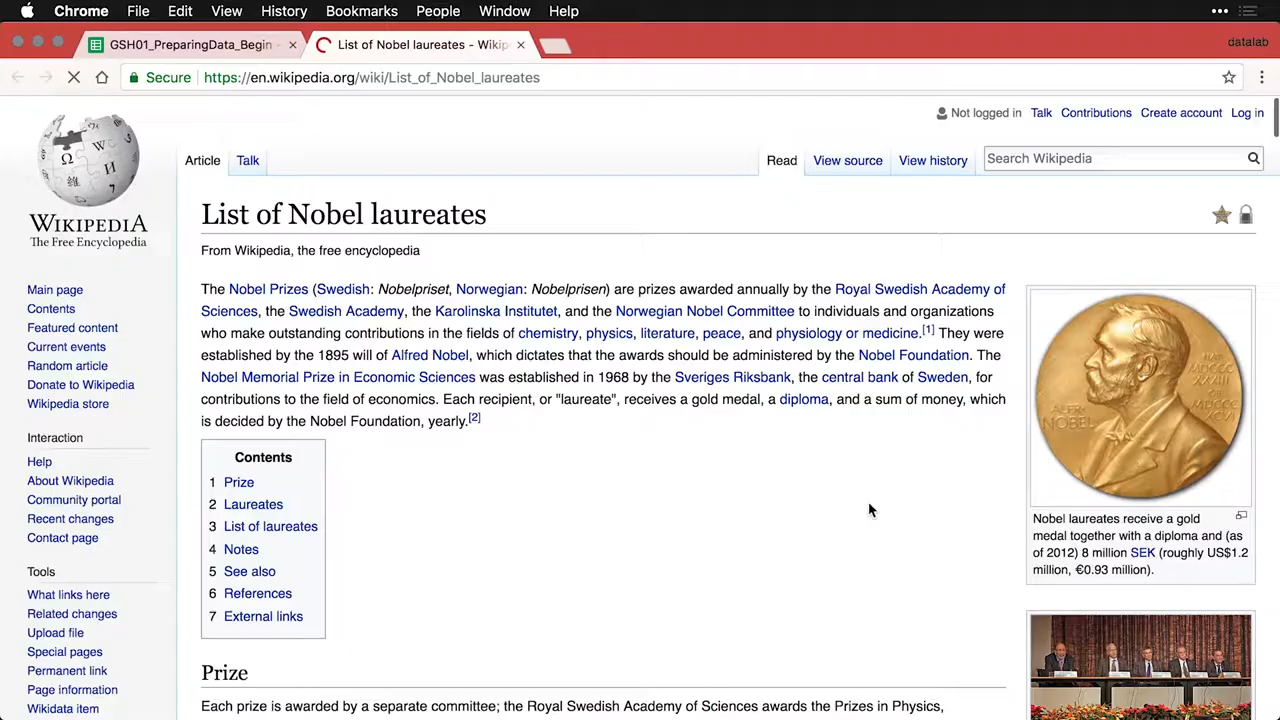 Chrome File Edit View History Bookmarks People Window Help
GSH01_PreparingData_Begin
List of Nobel laureates - Wikip
datalab
Secure https://en.wikipedia.org/wiki/List_of_Nobel_laureates
Not logged in Talk Contributions Create account Log in
Article Talk Read View source View history Search Wikipedia
WIKIPEDIA
The Free Encyclopedia
Main page
Contents
Featured content
Current events
Random article
Donate to Wikipedia
Wikipedia store
Interaction
Help
About Wikipedia
Community portal
Recent changes
Contact page
Tools
What links here
Related changes
Upload file
Special pages
Permanent link
Page information
Wikidata item
List of Nobel laureates
From Wikipedia, the free encyclopedia
The Nobel Prizes (Swedish: Nobelpriset, Norwegian: Nobelprisen) are prizes awarded annually by the Royal Swedish Academy of
Sciences, the Swedish Academy, the Karolinska Institutet, and the Norwegian Nobel Committee to individuals and organizations
who make outstanding contributions in the fields of chemistry, physics, literature, peace, and physiology or medicine.[1] They were
established by the 1895 will of Alfred Nobel, which dictates that the awards should be administered by the Nobel Foundation. The
Nobel Memorial Prize in Economic Sciences was established in 1968 by the Sveriges Riksbank, the central bank of Sweden, for
contributions to the field of economics. Each recipient, or "laureate", receives a gold medal, a diploma, and a sum of money, which
is decided by the Nobel Foundation, yearly.[2]
Contents
1 Prize
2 Laureates
3 List of laureates
4 Notes
5 See also
6 References
7 External links
Prize
Each prize is awarded by a separate committee; the Royal Swedish Academy of Sciences awards the Prizes in Physics,
ALFR.
NOBEL
NAT.
MDCCC
XXXIII
OB.
MDCCC
XCVI
Nobel laureates receive a gold
medal together with a diploma and (as
of 2012) 8 million SEK (roughly US$1.2
million, €0.93 million).